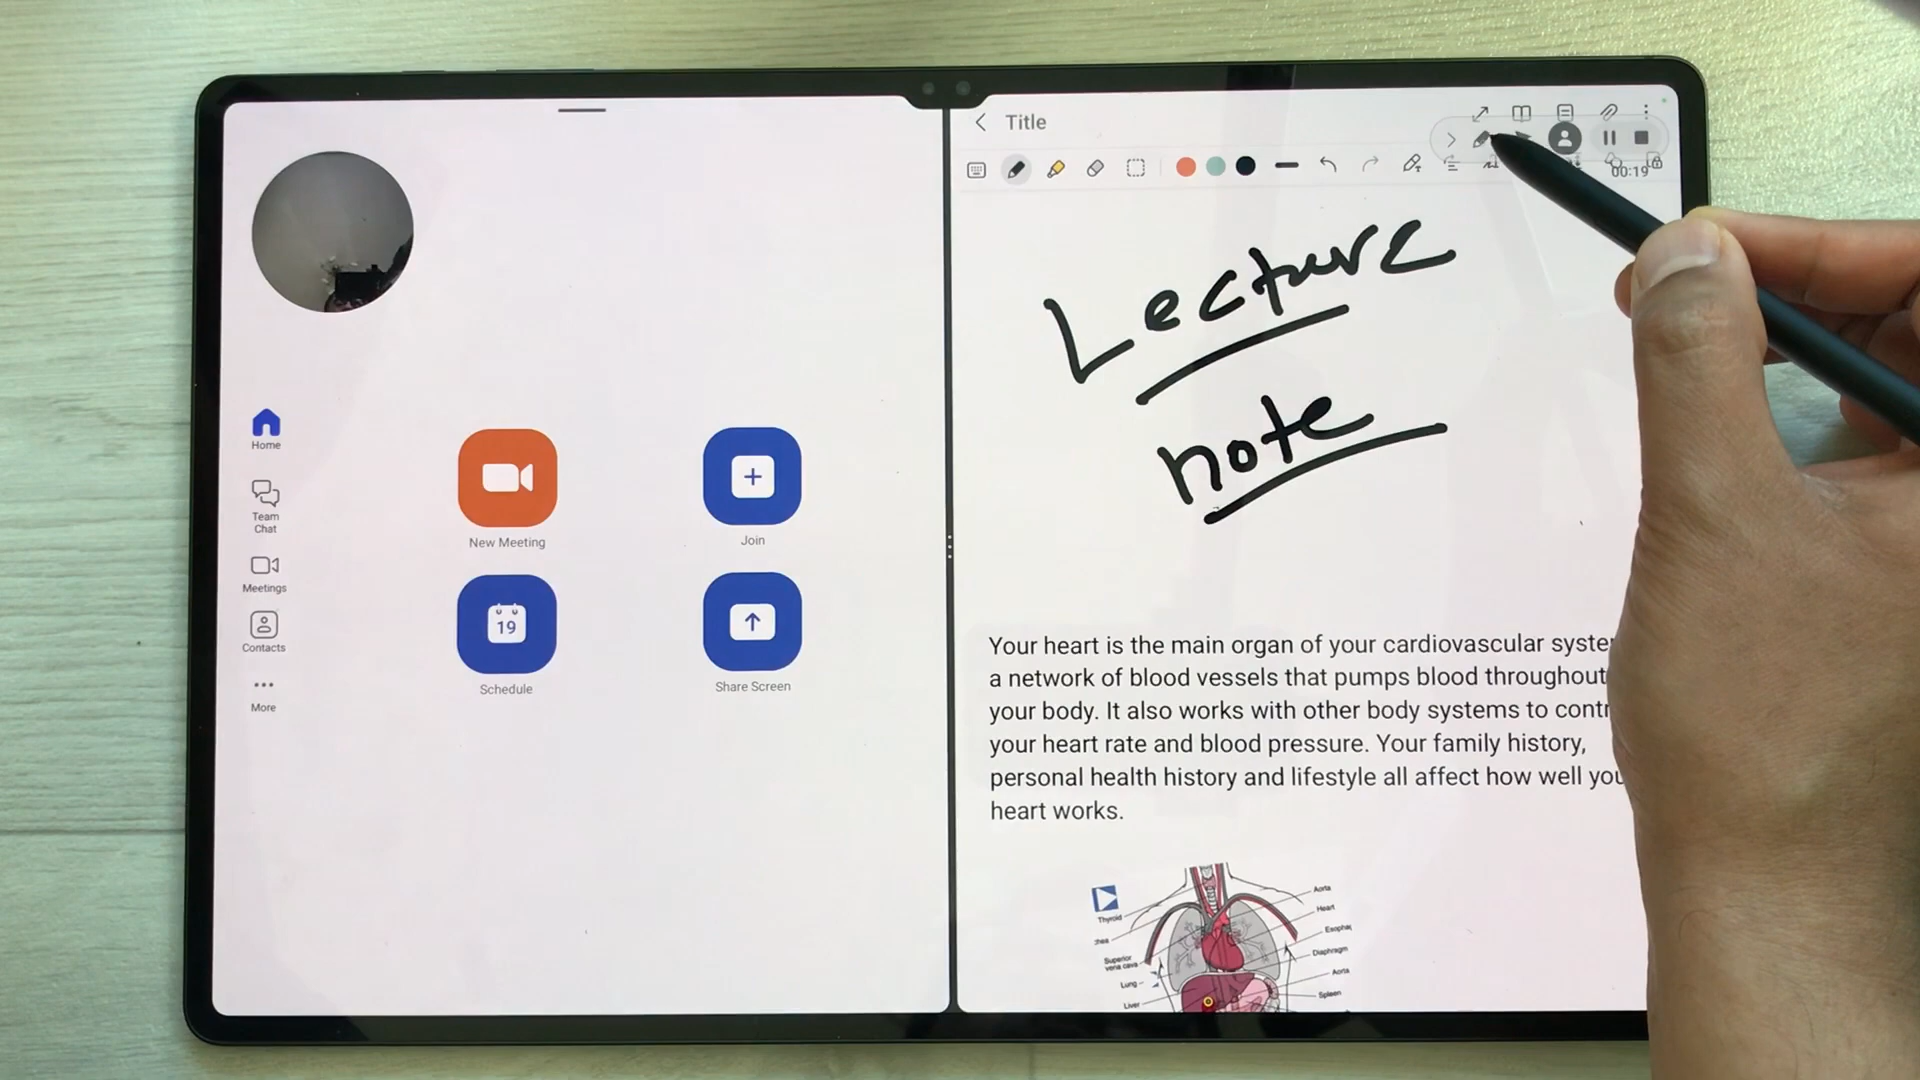 Title
00:19
Lecture
note
Home
Team
Chat
Meetings
Contacts
More
New Meeting
Join
19
Schedule
Share Screen
Your heart is the main organ of your cardiovascular syste
a network of blood vessels that pumps blood throughout
your body. It also works with other body systems to contr
your heart rate and blood pressure. Your family history,
personal health history and lifestyle all affect how well you
heart works.
Aorta
Thyroid
Heart
Esophag
Superior
vena cava
Diaphragm
Lung
Aorta
Liver
Spleen